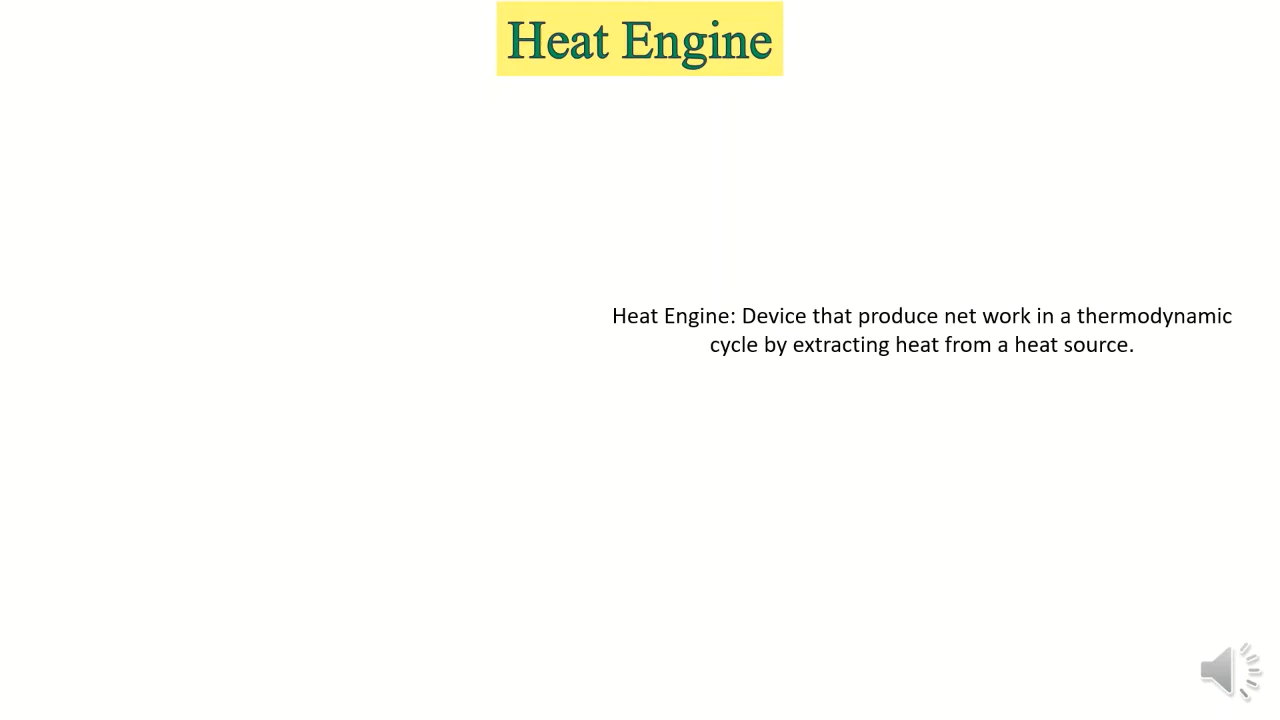 Heat Engine
Heat Engine: Device that produce net work in a thermodynamic
cycle by extracting heat from a heat source.